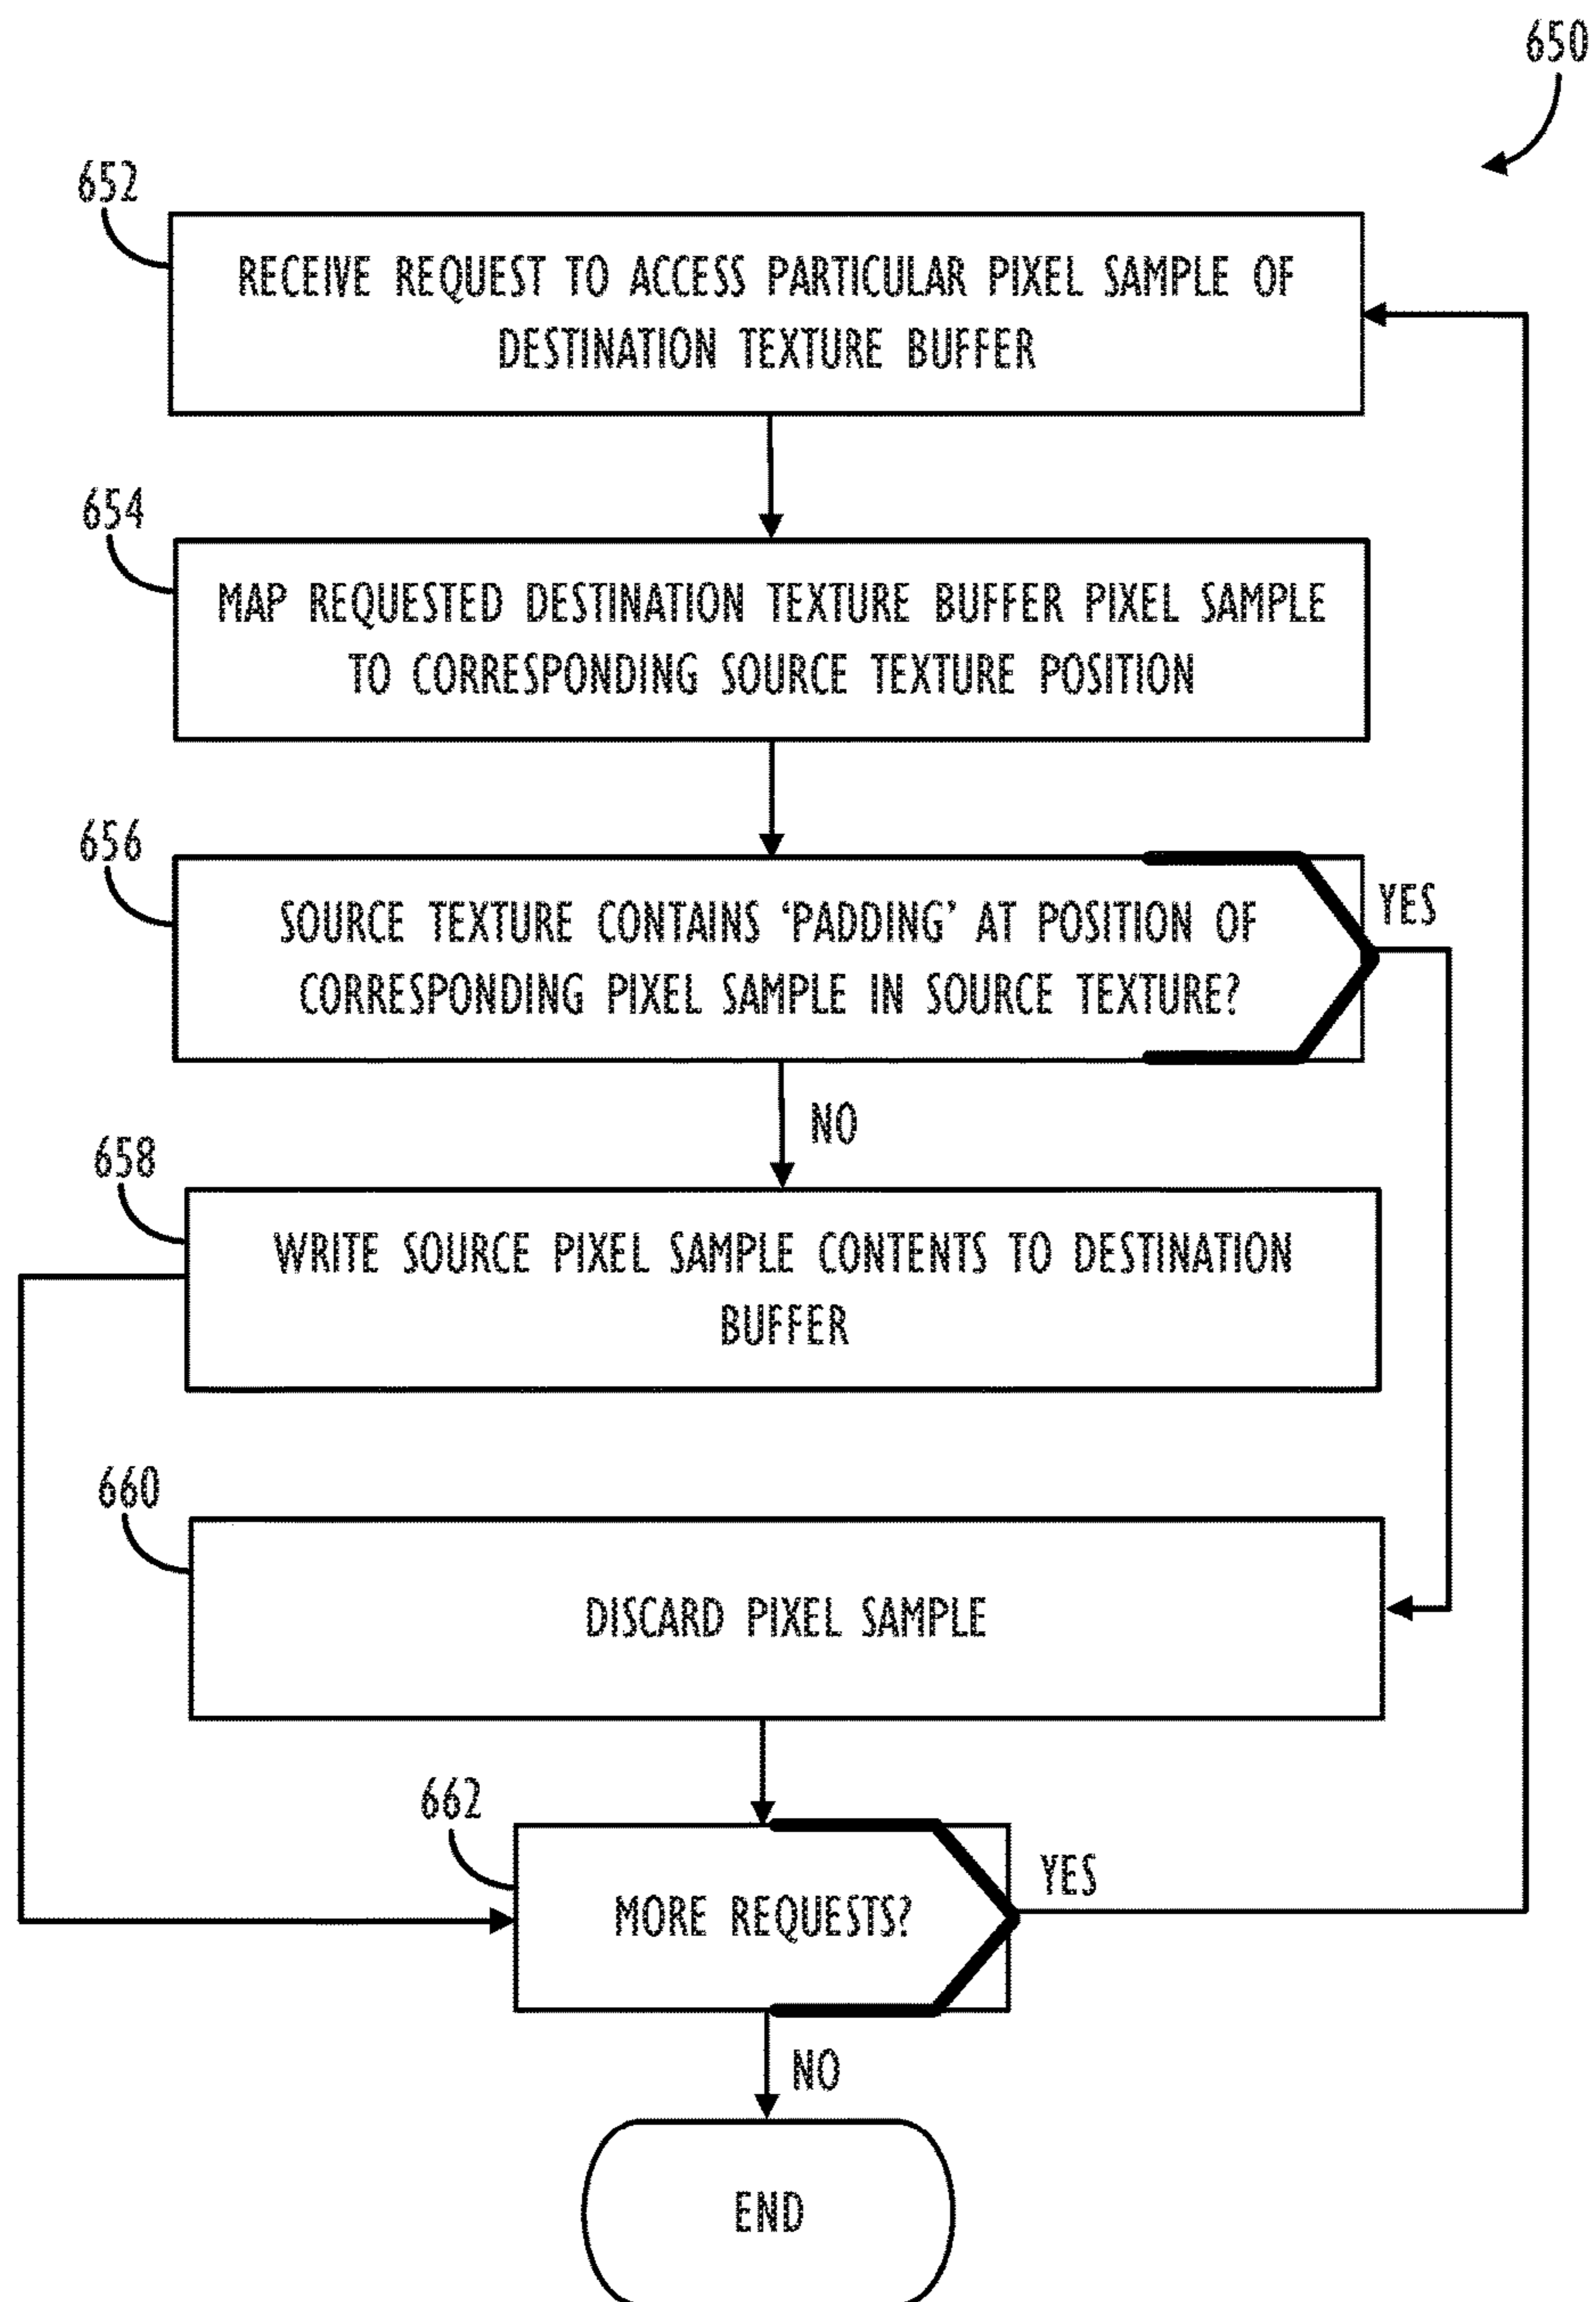 650
652
RECEIVE REQUEST TO ACCESS PARTICULAR PIXEL SAMPLE OF
DESTINATION TEXTURE BUFFER
654
MAP REQUESTED DESTINATION TEXTURE BUFFER PIXEL SAMPLE
TO CORRESPONDING SOURCE TEXTURE POSITION
656
SOURCE TEXTURE CONTAINS ‘PADDING’ AT POSITION OF
CORRESPONDING PIXEL SAMPLE IN SOURCE TEXTURE?
YES
NO
658
WRITE SOURCE PIXEL SAMPLE CONTENTS TO DESTINATION
BUFFER
660
DISCARD PIXEL SAMPLE
662
MORE REQUESTS?
YES
NO
END